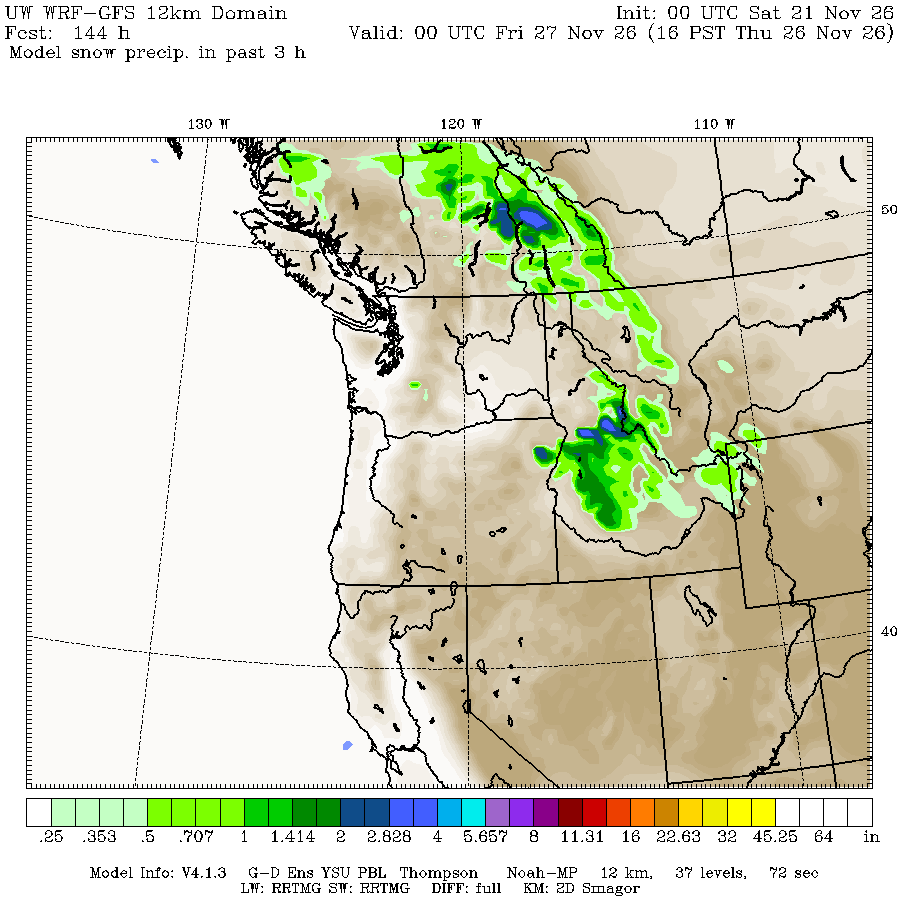 UW WRF-GFS 12km Domain Init: 00 UTC Sat 21 Nov 26
Fcst: 144 h Valid: 00 UTC Fri 27 Nov 26 (16 PST Thu 26 Nov 26)
Model snow precip. in past 3 h
130 W 120 W 110 W
50
40
.25 .353 .5 .707 1 1.414 2 2.828 4 5.657 8 11.31 16 22.63 32 45.25 64 in
Model Info: V4.1.3 G-D Ens YSU PBL Thompson Noah-MP 12 km, 37 levels, 72 sec
LW: RRTMG SW: RRTMG DIFF: full KM: 2D Smagor